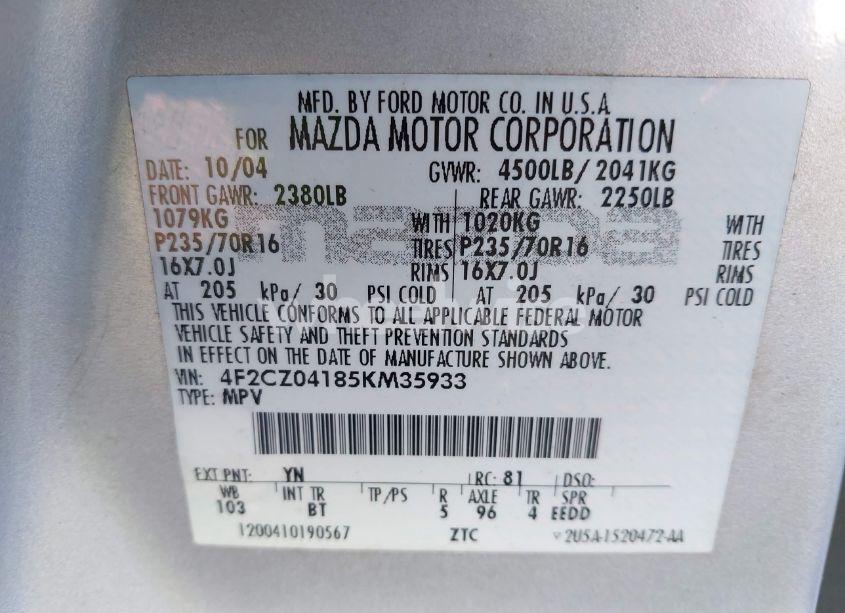 MFD. BY FORD MOTOR CO. IN U.S.A.
FOR MAZDA MOTOR CORPORATION
DATE: 10/04 GVWR: 4500LB/ 2041KG
FRONT GAWR: 2380LB REAR GAWR: 2250LB
1079KG WITH 1020KG WITH
P235/70R16 TIRES P235/70R16 TIRES
16X7.0J RIMS 16X7.0J RIMS
AT 205 kPa/ 30 PSI COLD AT 205 kPa/ 30 PSI COLD
THIS VEHICLE CONFORMS TO ALL APPLICABLE FEDERAL MOTOR
VEHICLE SAFETY AND THEFT PREVENTION STANDARDS
IN EFFECT ON THE DATE OF MANUFACTURE SHOWN ABOVE.
VIN: 4F2CZ04185KM35933
TYPE: MPV
EXT PNT: YN RC: 81 DSO:
WB INT TR TP/PS R AXLE TR SPR
103 BT 5 96 4 EEDD
1200410190567 ZTC v 2U5A-1520472-AA